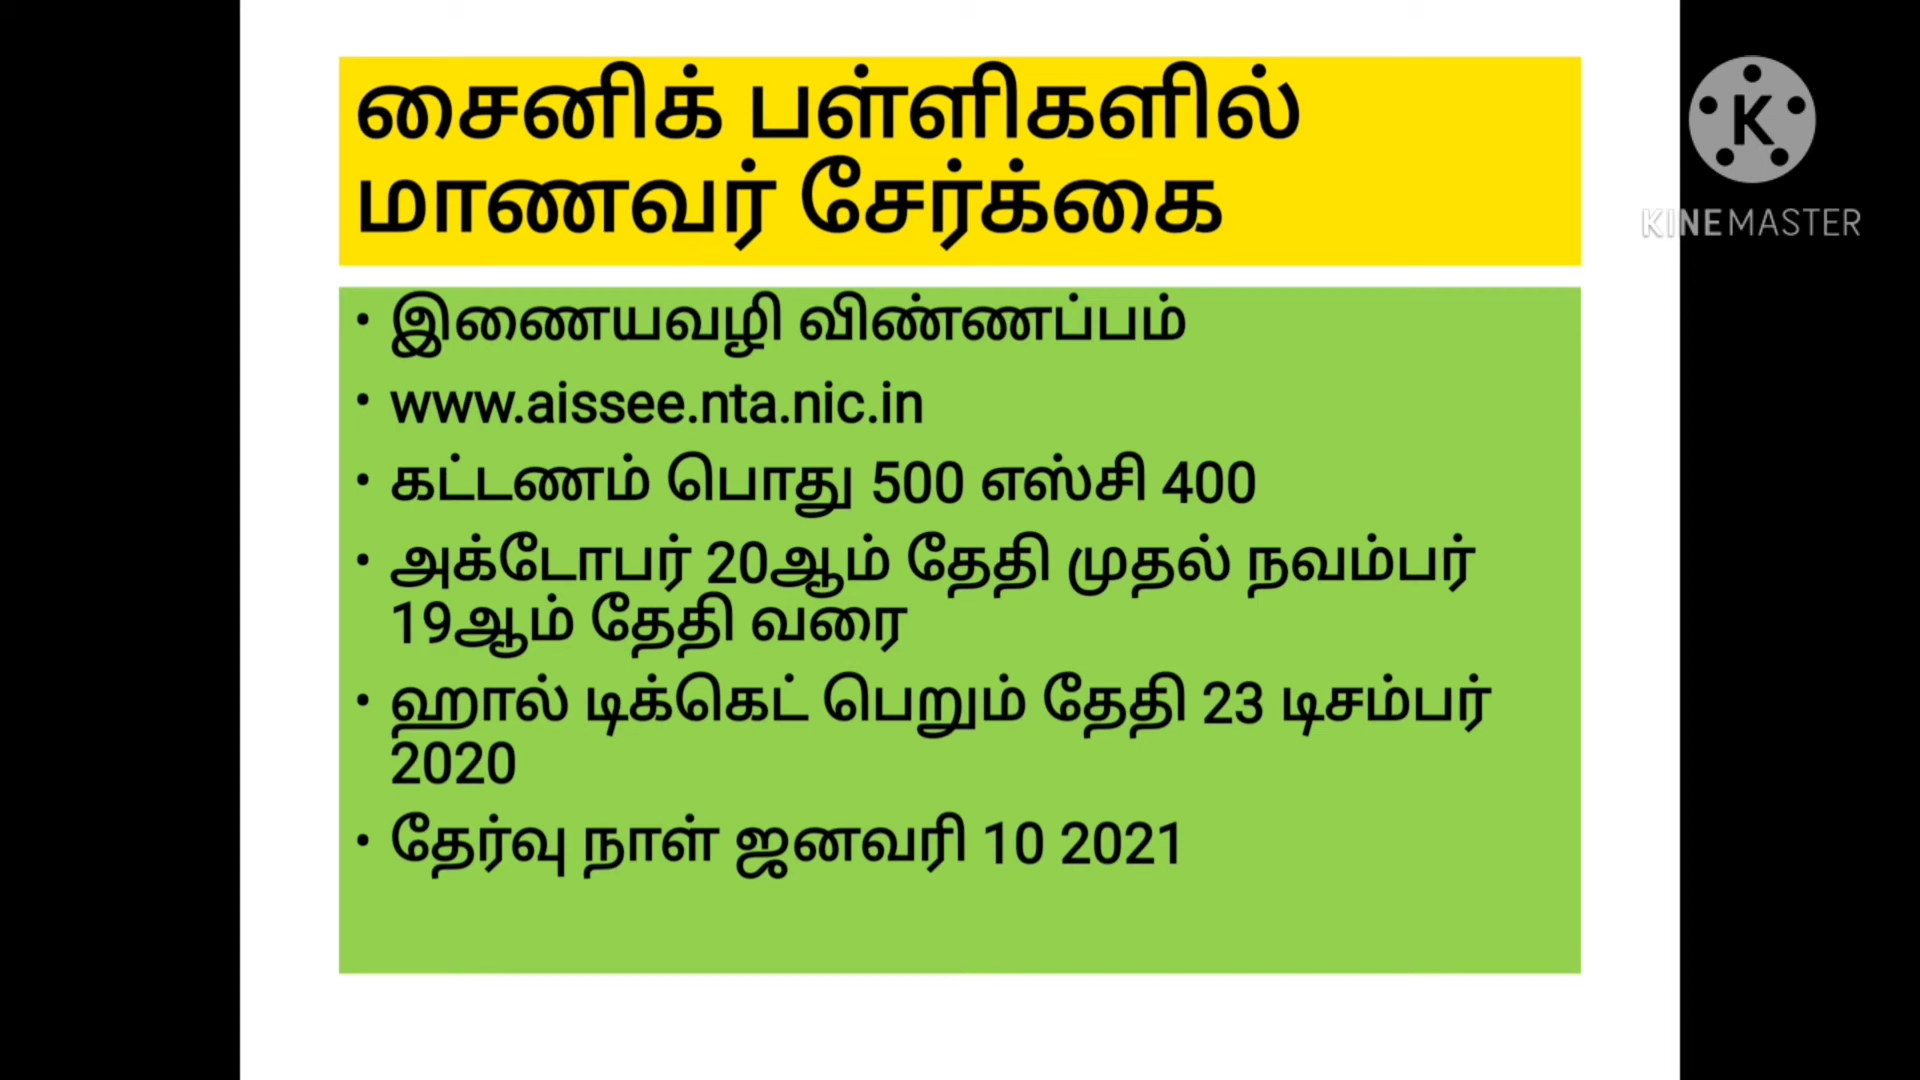 சைனிக் பள்ளிகளில்
மாணவர் சேர்க்கை
K
KINEMASTER
• இணையவழி விண்ணப்பம்
• www.aissee.nta.nic.in
• கட்டணம் பொது 500 எஸ்சி 400
• அக்டோபர் 20ஆம் தேதி முதல் நவம்பர்
19ஆம் தேதி வரை
• ஹால் டிக்கெட் பெறும் தேதி 23 டிசம்பர்
2020
• தேர்வு நாள் ஜனவரி 10 2021